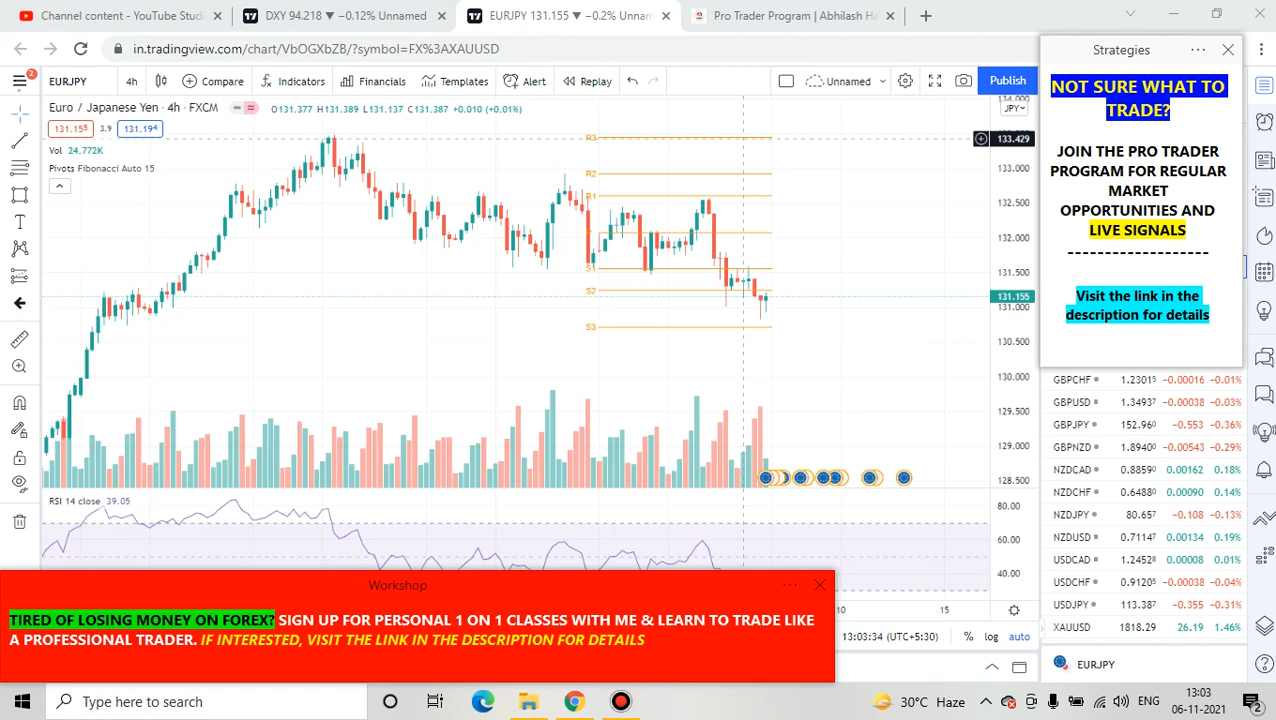 Channel content - YouTube Studi
DXY 94.218 ▼ −0.12% Unnamed
EURJPY 131.155 ▼ −0.2% Unnam
Pro Trader Program | Abhilash Ha
in.tradingview.com/chart/VbOGXbZB/?symbol=FX%3AXAUUSD
2
EURJPY
4h
Compare
Indicators
Financials
Templates
Alert
Replay
Unnamed
Publish
Euro / Japanese Yen · 4h · FXCM
O131.377 H131.389 L131.137 C131.387 +0.010 (+0.01%)
131.155 3.9 131.194
Vol 24.772K
Pivots Fibonacci Auto 15
R3
R2
R1
S1
S2
S3
134.000
JPY
133.429
133.000
132.500
132.000
131.500
131.155
131.000
130.500
130.000
129.500
129.000
128.500
RSI 14 close 39.05
80.00
60.00
40.00
10
15
13:03:34 (UTC+5:30)
%
log
auto
Strategies
NOT SURE WHAT TO
TRADE?
JOIN THE PRO TRADER
PROGRAM FOR REGULAR
MARKET
OPPORTUNITIES AND
LIVE SIGNALS
--------------------
Visit the link in the
description for details
GBPCHF 1.23015 −0.00016 −0.01%
GBPUSD 1.34937 −0.00038 −0.03%
GBPJPY 152.960 −0.553 −0.36%
GBPNZD 1.89400 −0.00543 −0.29%
NZDCAD 0.88590 0.00162 0.18%
NZDCHF 0.64880 0.00090 0.14%
NZDJPY 80.657 −0.108 −0.13%
NZDUSD 0.71147 0.00134 0.19%
USDCAD 1.24528 0.00008 0.01%
USDCHF 0.91205 −0.00038 −0.04%
USDJPY 113.387 −0.355 −0.31%
XAUUSD 1818.29 26.19 1.46%
EURJPY
Workshop
TIRED OF LOSING MONEY ON FOREX? SIGN UP FOR PERSONAL 1 ON 1 CLASSES WITH ME & LEARN TO TRADE LIKE
A PROFESSIONAL TRADER. IF INTERESTED, VISIT THE LINK IN THE DESCRIPTION FOR DETAILS
Type here to search
30°C Haze
ENG
13:03
06-11-2021
2